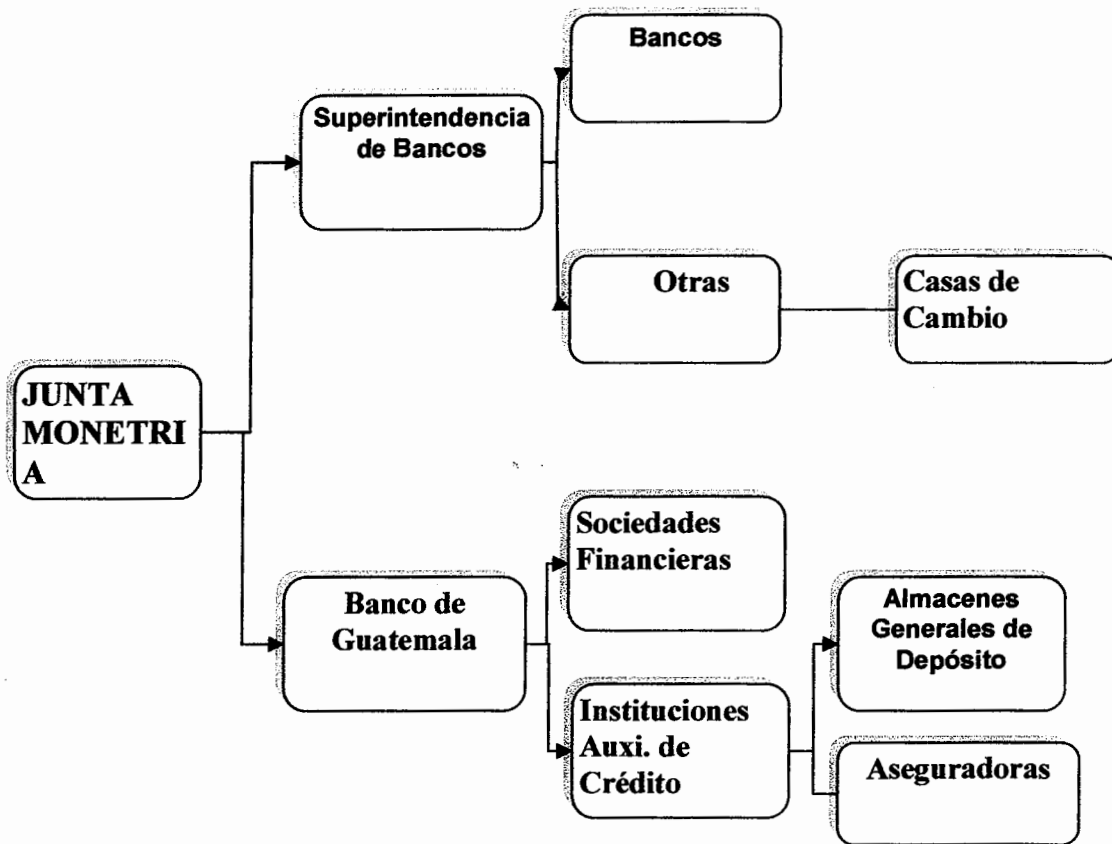 Bancos
Superintendencia
de Bancos
Otras
Casas de
Cambio
JUNTA
MONETRI
A
Sociedades
Financieras
Banco de
Guatemala
Almacenes
Generales de
Depósito
Instituciones
Auxi. de
Crédito
Aseguradoras